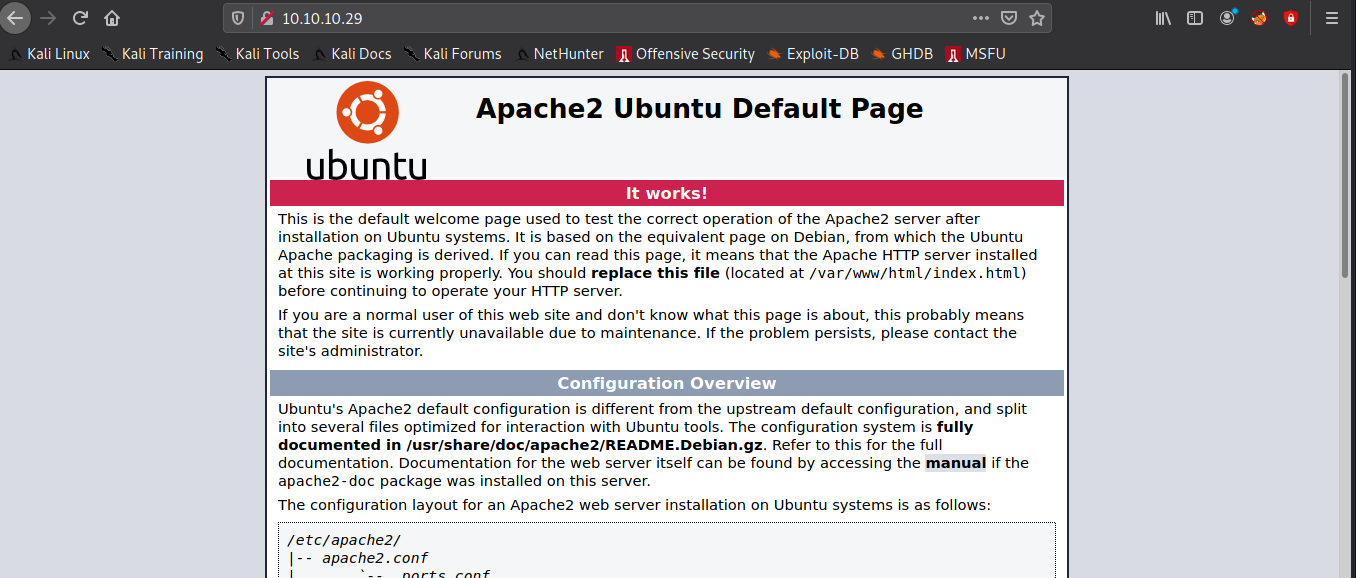 10.10.10.29
Kali Linux Kali Training Kali Tools Kali Docs Kali Forums NetHunter Offensive Security Exploit-DB GHDB MSFU
ubuntu
Apache2 Ubuntu Default Page
It works!
This is the default welcome page used to test the correct operation of the Apache2 server after
installation on Ubuntu systems. It is based on the equivalent page on Debian, from which the Ubuntu
Apache packaging is derived. If you can read this page, it means that the Apache HTTP server installed
at this site is working properly. You should replace this file (located at /var/www/html/index.html)
before continuing to operate your HTTP server.
If you are a normal user of this web site and don't know what this page is about, this probably means
that the site is currently unavailable due to maintenance. If the problem persists, please contact the
site's administrator.
Configuration Overview
Ubuntu's Apache2 default configuration is different from the upstream default configuration, and split
into several files optimized for interaction with Ubuntu tools. The configuration system is fully
documented in /usr/share/doc/apache2/README.Debian.gz. Refer to this for the full
documentation. Documentation for the web server itself can be found by accessing the manual if the
apache2-doc package was installed on this server.
The configuration layout for an Apache2 web server installation on Ubuntu systems is as follows:
/etc/apache2/
|-- apache2.conf
| `-- ports.conf